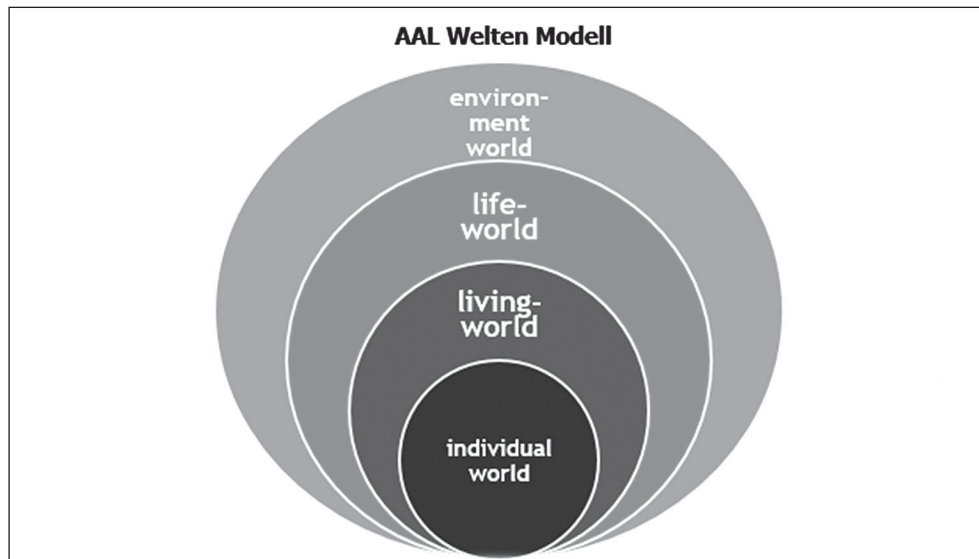 AAL Welten Modell
environ-
ment
world
life-
world
living-
world
individual
world